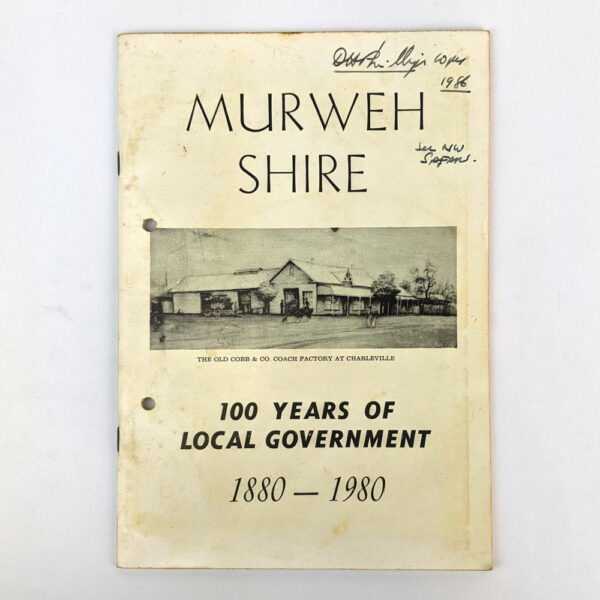 1986
MURWEH
SHIRE
THE OLD COBB & CO. COACH FACTORY AT CHARLEVILLE
100 YEARS OF
LOCAL GOVERNMENT
1880 — 1980